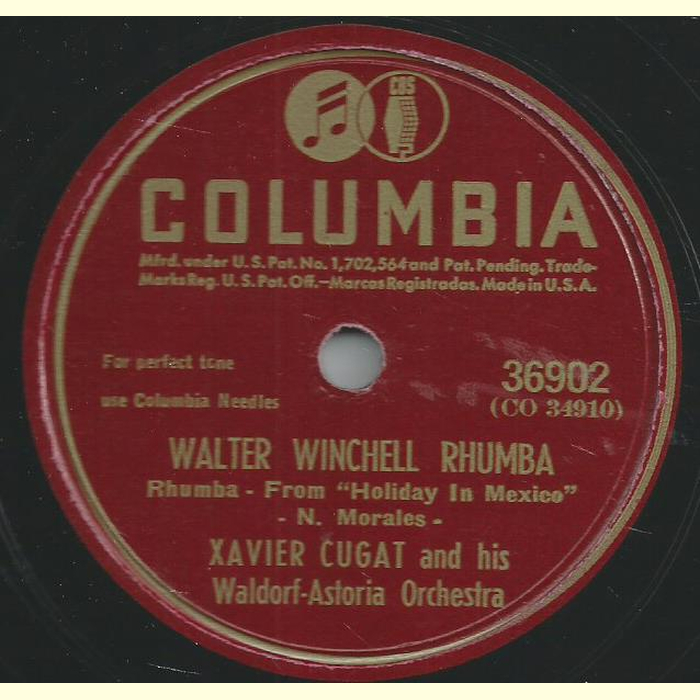 CBS
COLUMBIA
Mfrd. under U.S. Pat. No. 1,702,564 and Pat. Pending. Trade-
Marks Reg. U.S. Pat. Off.—Marcas Registradas. Made in U.S.A.
For perfect tone
use Columbia Needles
36902
(CO 34910)
WALTER WINCHELL RHUMBA
Rhumba - From "Holiday In Mexico"
- N. Morales -
XAVIER CUGAT and his
Waldorf-Astoria Orchestra